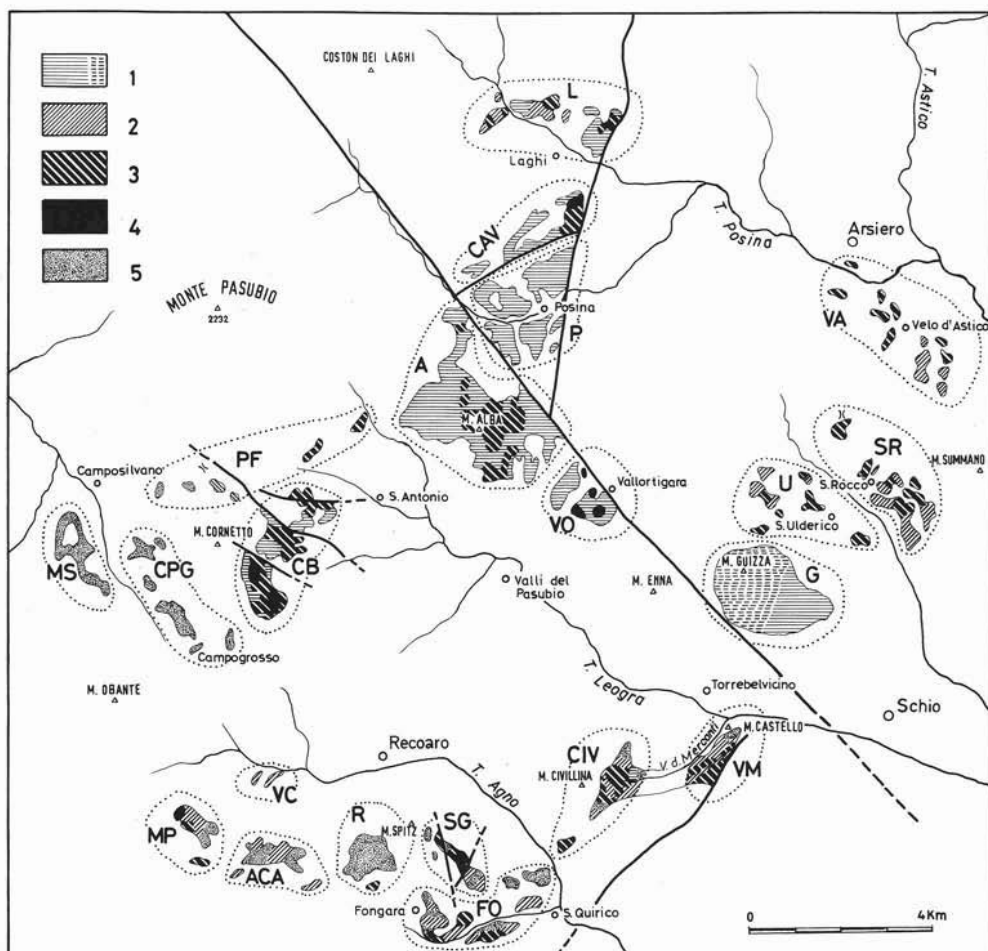 1
2
3
4
5
COSTON DEI LAGHI
L
Laghi
T. Astico
T. Posina
Arsiero
CAV
MONTE PASUBIO
2232
Posina
P
A
VA
Velo d'Astico
M. ALBA
PF
Camposilvano
S. Antonio
SR
M. SUMMANO
S. Rocco
U
S. Ulderico
Vallortigara
VO
M. CORNETTO
CB
MS
CPG
Campogrosso
Valli del
Pasubio
M. ENNA
M. GUIZZA
G
M. OBANTE
T. Leogra
Torrebelvicino
Schio
M. CASTELLO
V. d. Mercanti
VM
CIV
M. CIVILLINA
Recoaro
T. Agno
VC
MP
ACA
R
M. SPITZ
SG
Fongara
FO
S. Quirico
0 4 Km